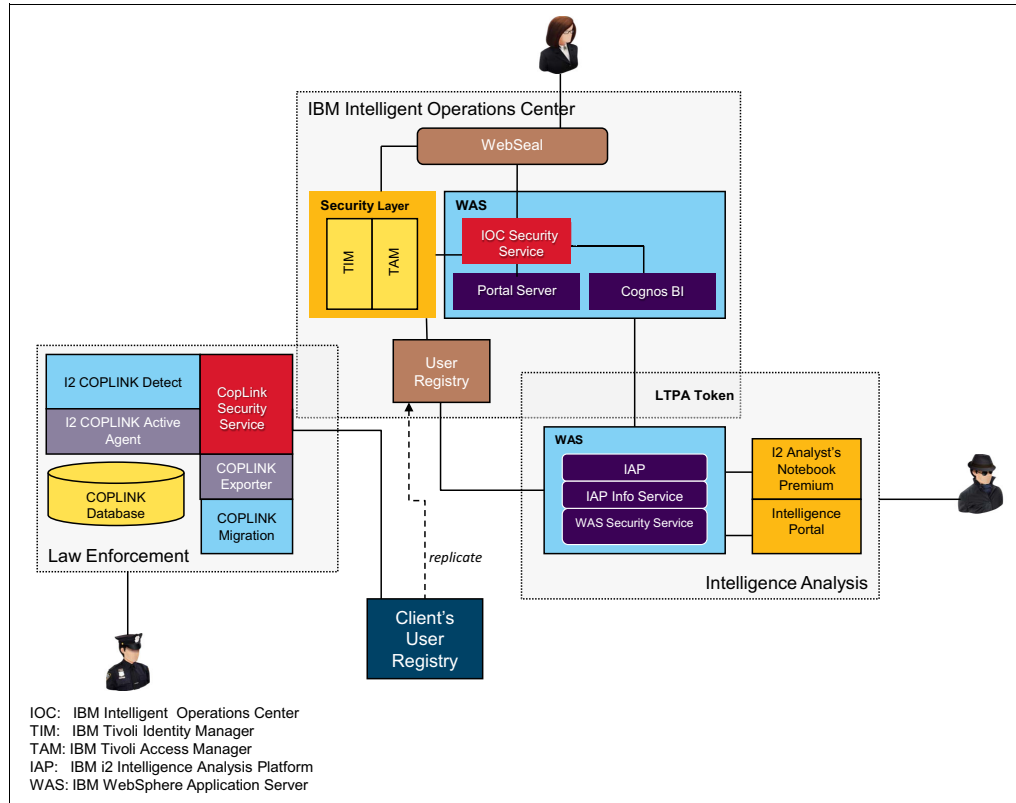 IBM Intelligent Operations Center
WebSeal
Security Layer
TIM
TAM
WAS
IOC Security
Service
Portal Server
Cognos BI
User
Registry
LTPA Token
I2 COPLINK Detect
I2 COPLINK Active
Agent
CopLink
Security
Service
COPLINK
Exporter
COPLINK
Database
COPLINK
Migration
Law Enforcement
replicate
Client's
User
Registry
WAS
IAP
IAP Info Service
WAS Security Service
I2 Analyst's
Notebook
Premium
Intelligence
Portal
Intelligence Analysis
IOC: IBM Intelligent Operations Center
TIM: IBM Tivoli Identity Manager
TAM: IBM Tivoli Access Manager
IAP: IBM i2 Intelligence Analysis Platform
WAS: IBM WebSphere Application Server